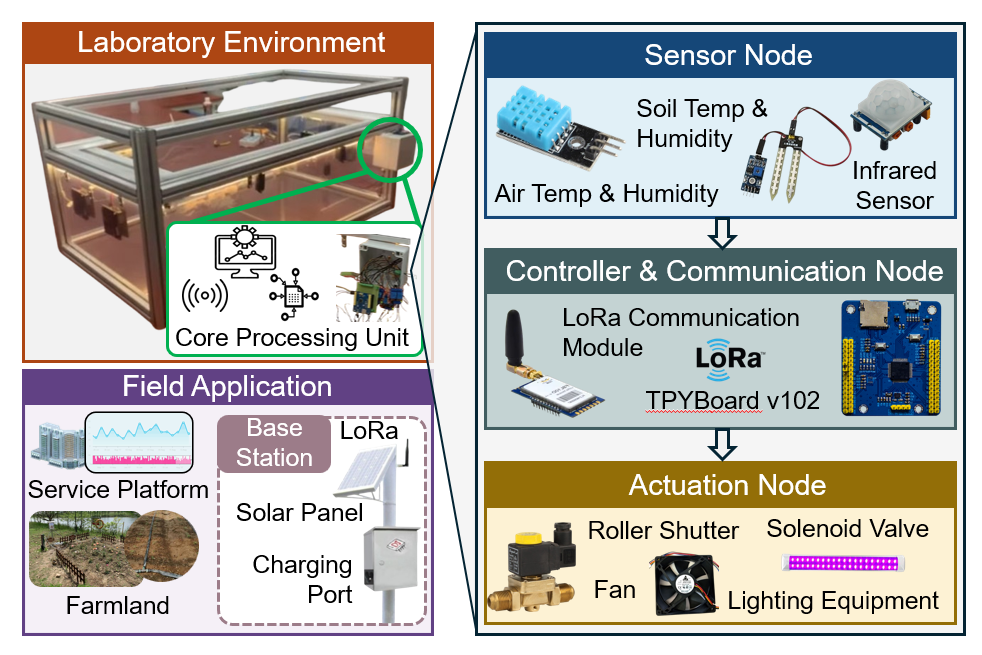 Laboratory Environment
Core Processing Unit
Field Application
Service Platform
Farmland
Base
Station
LoRa
Solar Panel
Charging
Port
Sensor Node
Soil Temp &
Humidity
Air Temp & Humidity
Infrared
Sensor
Controller & Communication Node
LoRa Communication
Module
LoRa
TPYBoard v102
Actuation Node
Roller Shutter
Solenoid Valve
Fan
Lighting Equipment